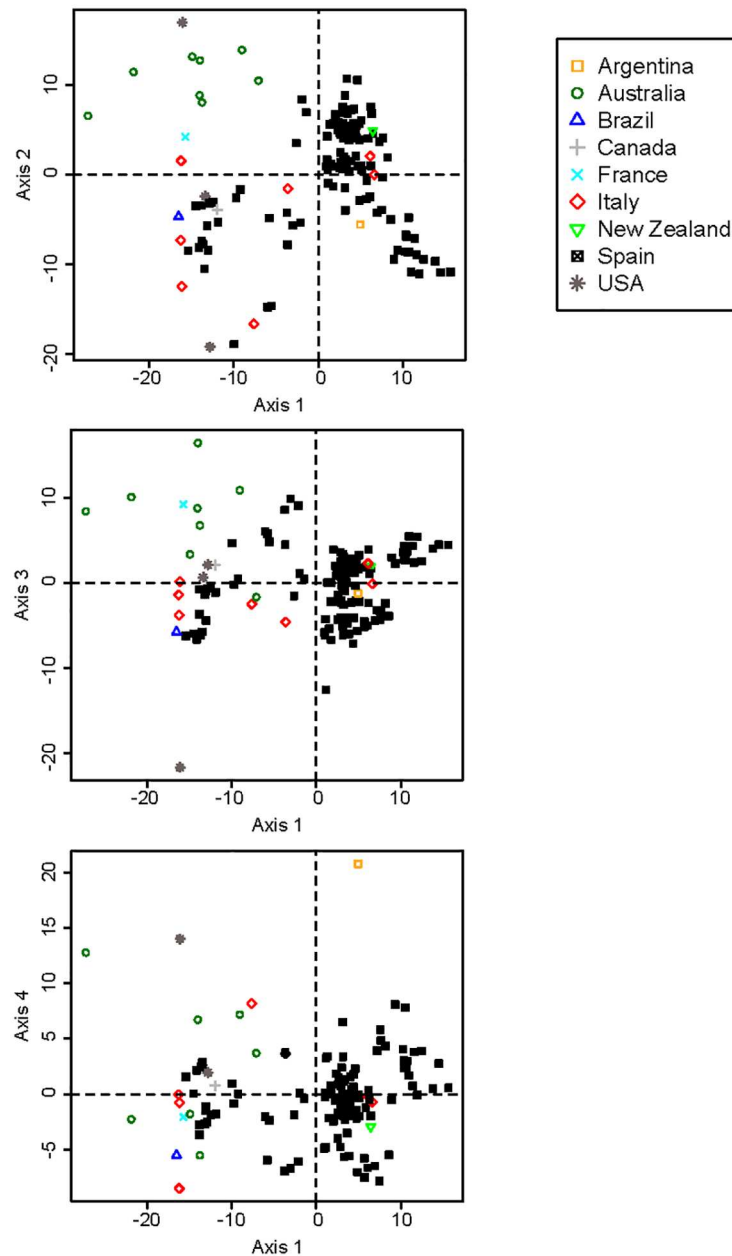 10
0
-10
-20
Axis 2
-20
-10
0
10
Axis 1
Argentina
Australia
Brazil
Canada
France
Italy
New Zealand
Spain
USA
10
0
-10
-20
Axis 3
-20
-10
0
10
Axis 1
20
15
10
5
0
-5
Axis 4
-20
-10
0
10
Axis 1